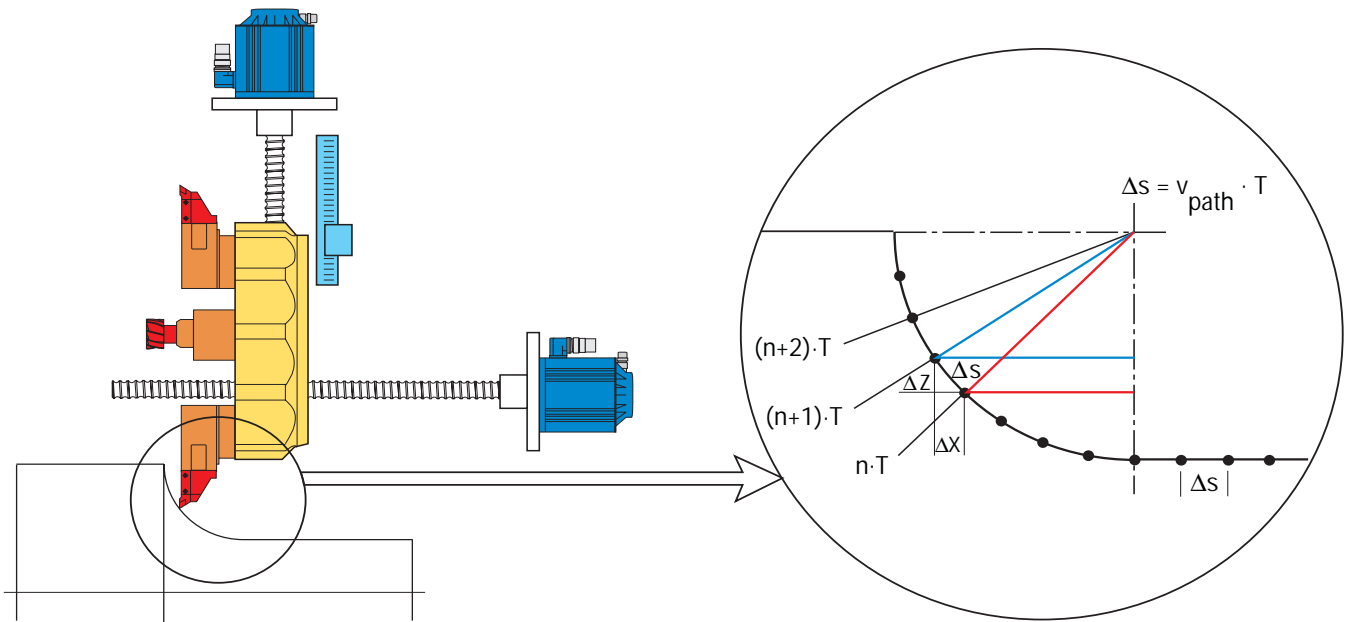 Δs = v_path · T
(n+2)·T
Δs
ΔZ
(n+1)·T
ΔX
n·T
Δs